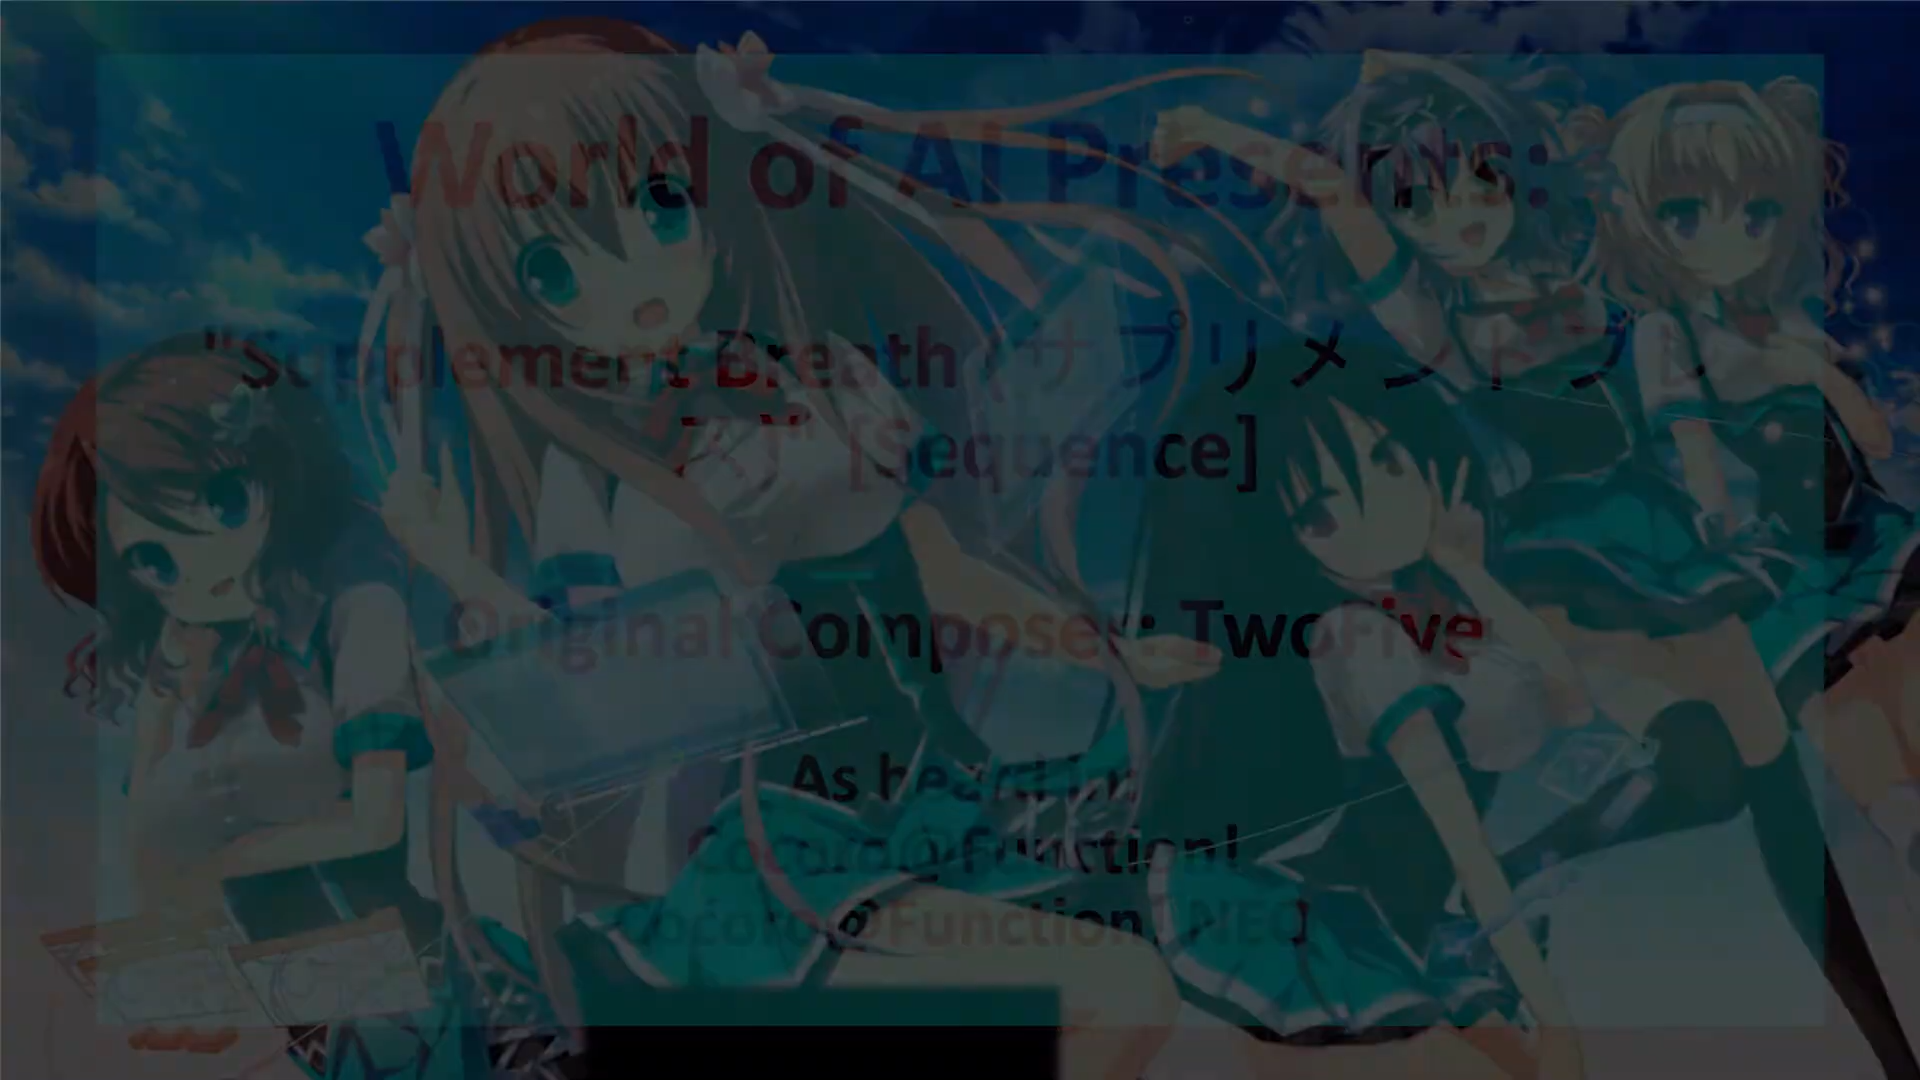 World of AI Presents:
"Supplement Breath (サプリメントブレ
ス)" [Sequence]
Original Composer: TwoFive
As heard in:
Cocoro@Function!
Cocoro@Function! NEO